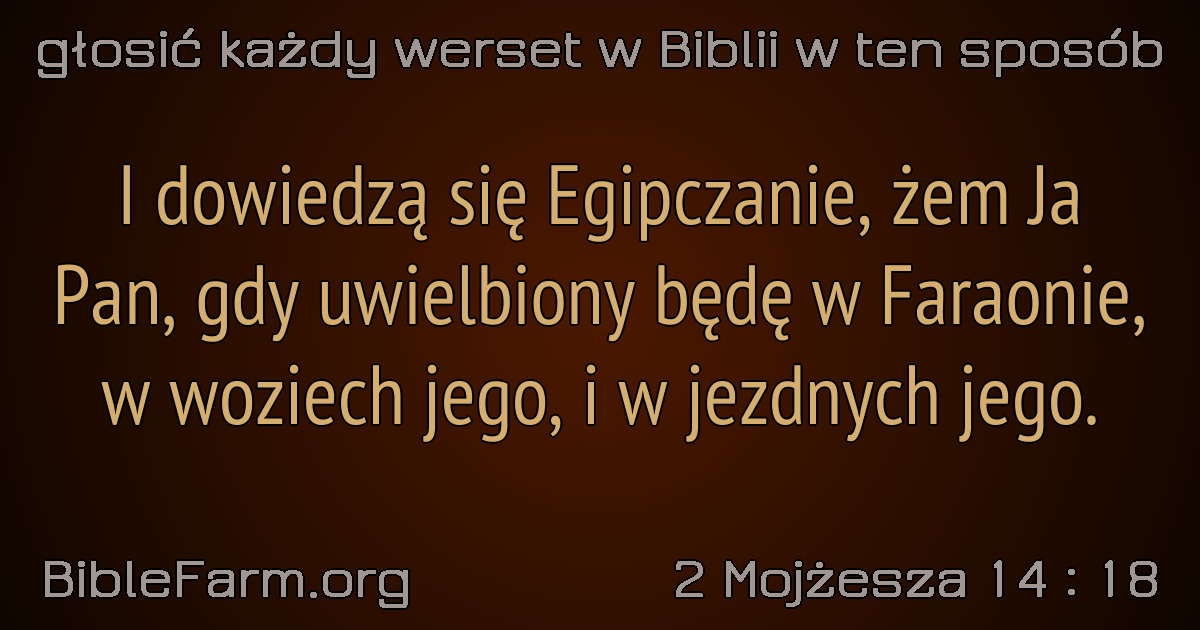 głosić każdy werset w Biblii w ten sposób
I dowiedzą się Egipczanie, żem Ja
Pan, gdy uwielbiony będę w Faraonie,
w woziech jego, i w jezdnych jego.
BibleFarm.org
2 Mojżesza 14 : 18